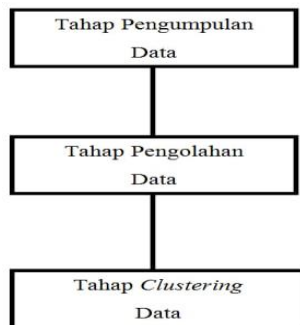 Tahap Pengumpulan
Data
Tahap Pengolahan
Data
Tahap Clustering
Data